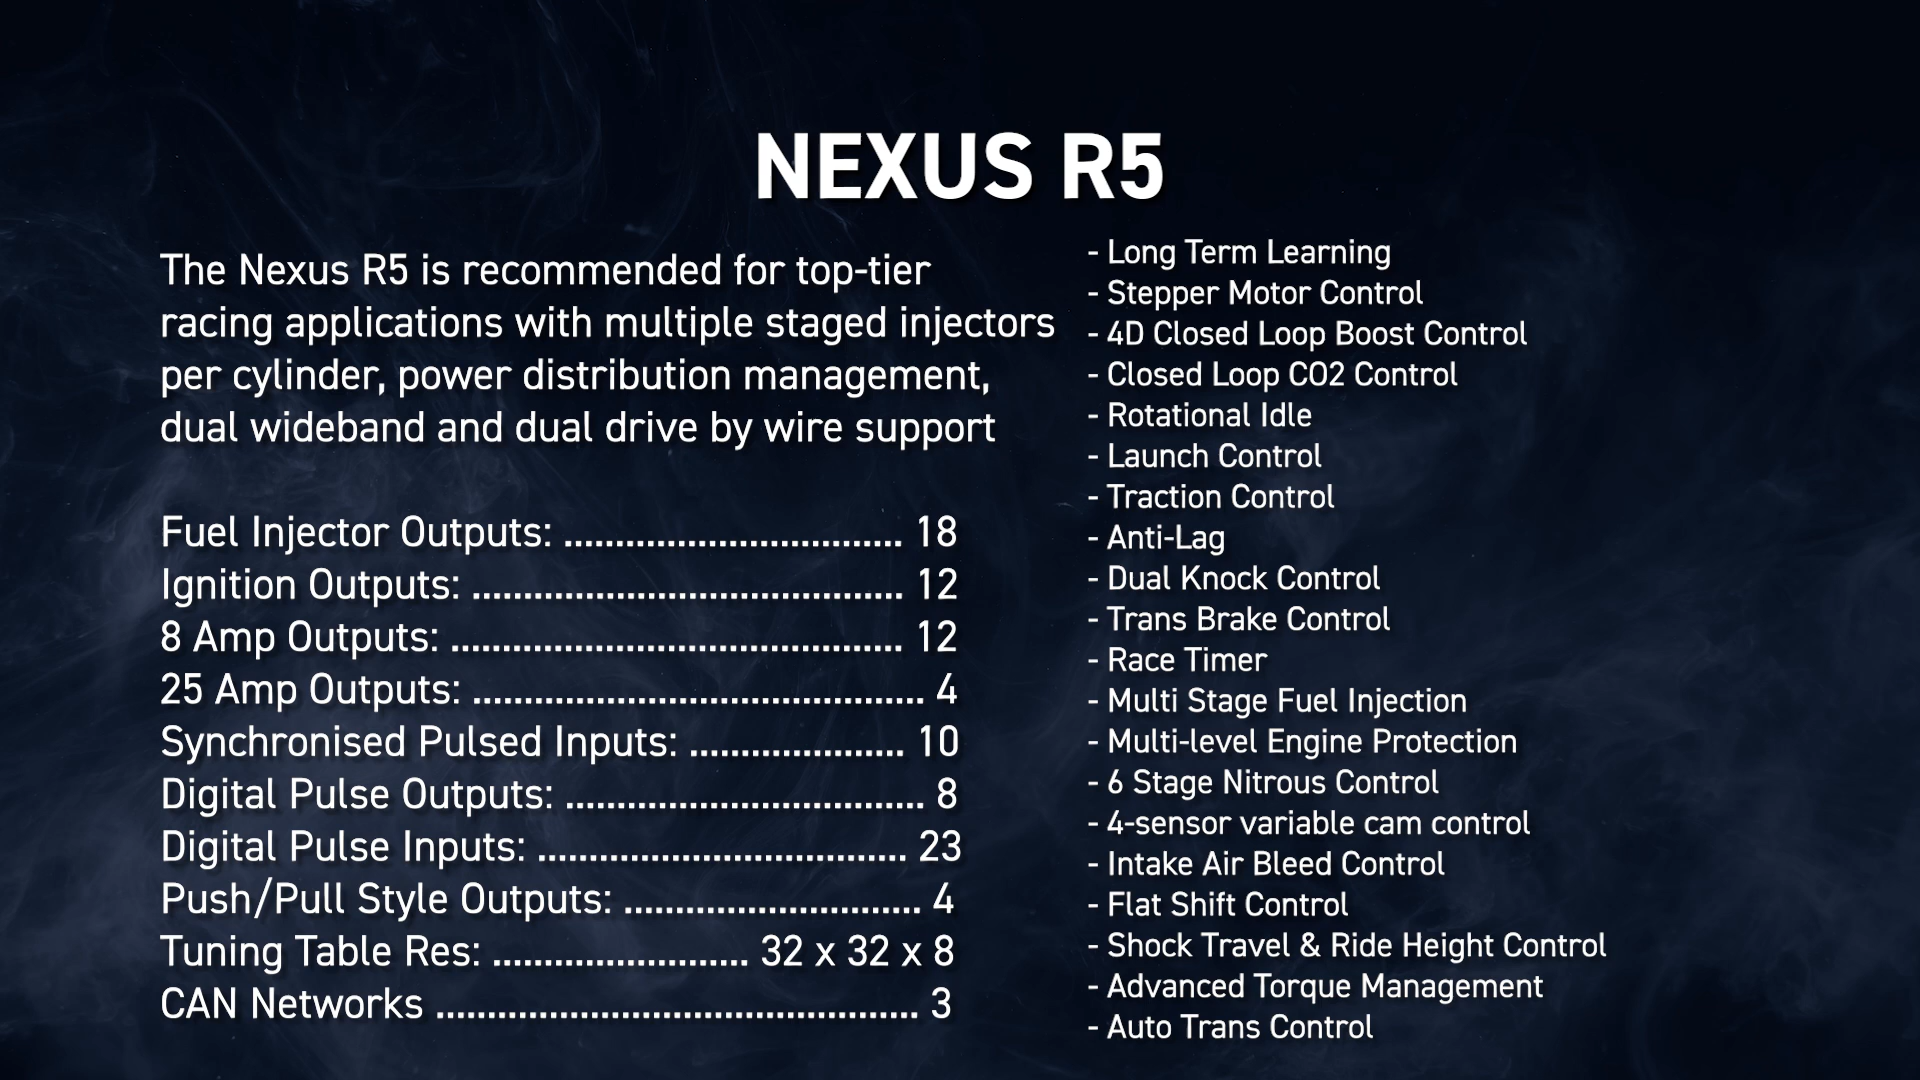 NEXUS R5
The Nexus R5 is recommended for top-tier
racing applications with multiple staged injectors
per cylinder, power distribution management,
dual wideband and dual drive by wire support
Fuel Injector Outputs: ................................. 18
Ignition Outputs: .......................................... 12
8 Amp Outputs: ............................................ 12
25 Amp Outputs: ............................................ 4
Synchronised Pulsed Inputs: ..................... 10
Digital Pulse Outputs: ................................... 8
Digital Pulse Inputs: .................................... 23
Push/Pull Style Outputs: ............................. 4
Tuning Table Res: ......................... 32 x 32 x 8
CAN Networks ............................................... 3
- Long Term Learning
- Stepper Motor Control
- 4D Closed Loop Boost Control
- Closed Loop CO2 Control
- Rotational Idle
- Launch Control
- Traction Control
- Anti-Lag
- Dual Knock Control
- Trans Brake Control
- Race Timer
- Multi Stage Fuel Injection
- Multi-level Engine Protection
- 6 Stage Nitrous Control
- 4-sensor variable cam control
- Intake Air Bleed Control
- Flat Shift Control
- Shock Travel & Ride Height Control
- Advanced Torque Management
- Auto Trans Control